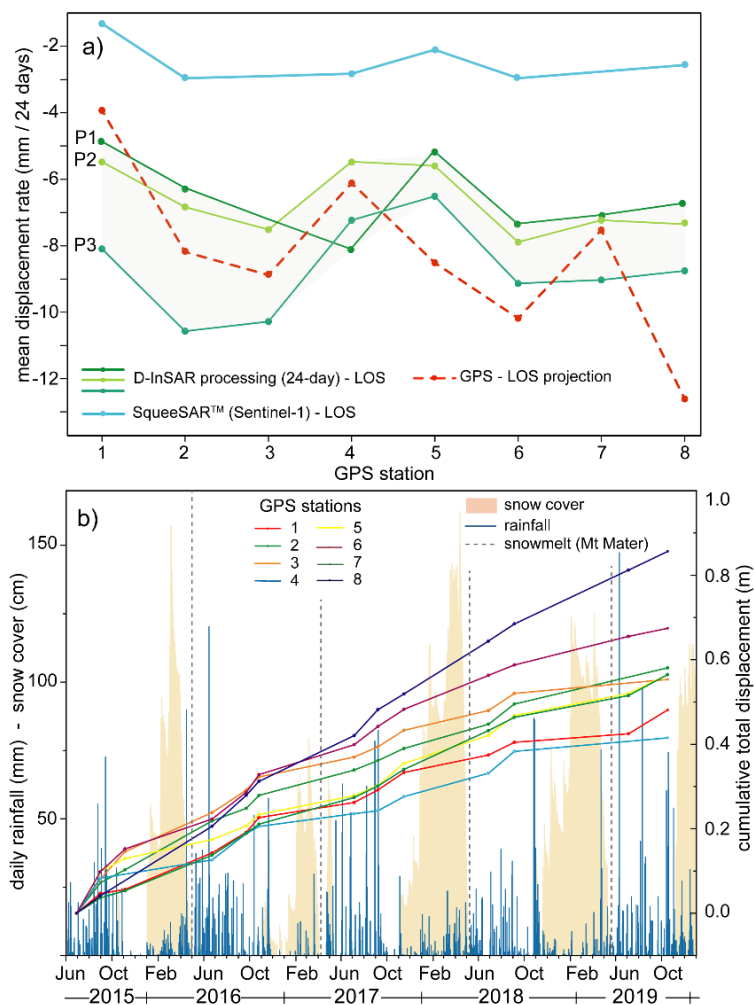 a)
-2
-4
-6
-8
-10
-12
mean displacement rate (mm / 24 days)
P1
P2
P3
D-InSAR processing (24-day) - LOS
GPS - LOS projection
SqueeSAR™ (Sentinel-1) - LOS
1 2 3 4 5 6 7 8
GPS station
b)
GPS stations
1 5
2 6
3 7
4 8
snow cover
rainfall
snowmelt (Mt Mater)
150
100
50
daily rainfall (mm) - snow cover (cm)
1.0
0.8
0.6
0.4
0.2
0.0
cumulative total displacement (m)
Jun Oct Feb Jun Oct Feb Jun Oct Feb Jun Oct Feb Jun Oct
2015 2016 2017 2018 2019